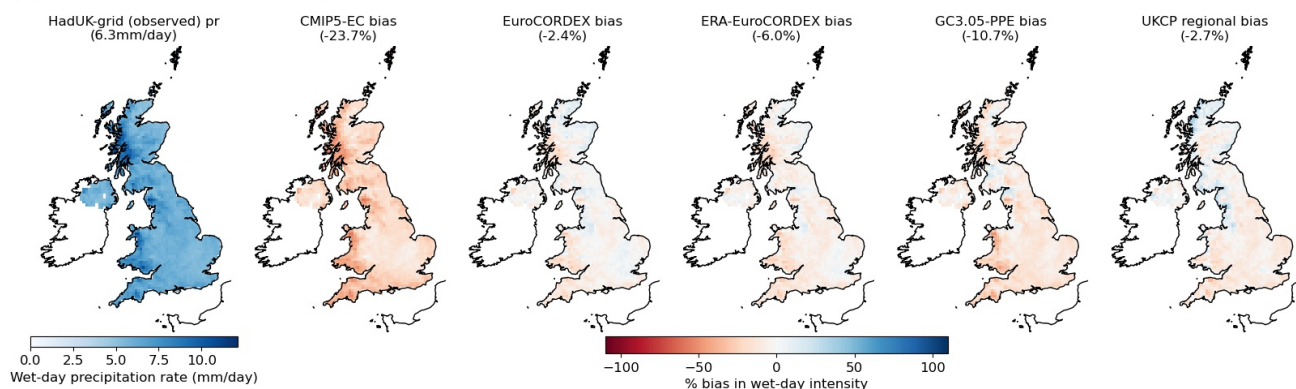 HadUK-grid (observed) pr
(6.3mm/day)
CMIP5-EC bias
(-23.7%)
EuroCORDEX bias
(-2.4%)
ERA-EuroCORDEX bias
(-6.0%)
GC3.05-PPE bias
(-10.7%)
UKCP regional bias
(-2.7%)
0.0 2.5 5.0 7.5 10.0
Wet-day precipitation rate (mm/day)
−100 −50 0 50 100
% bias in wet-day intensity